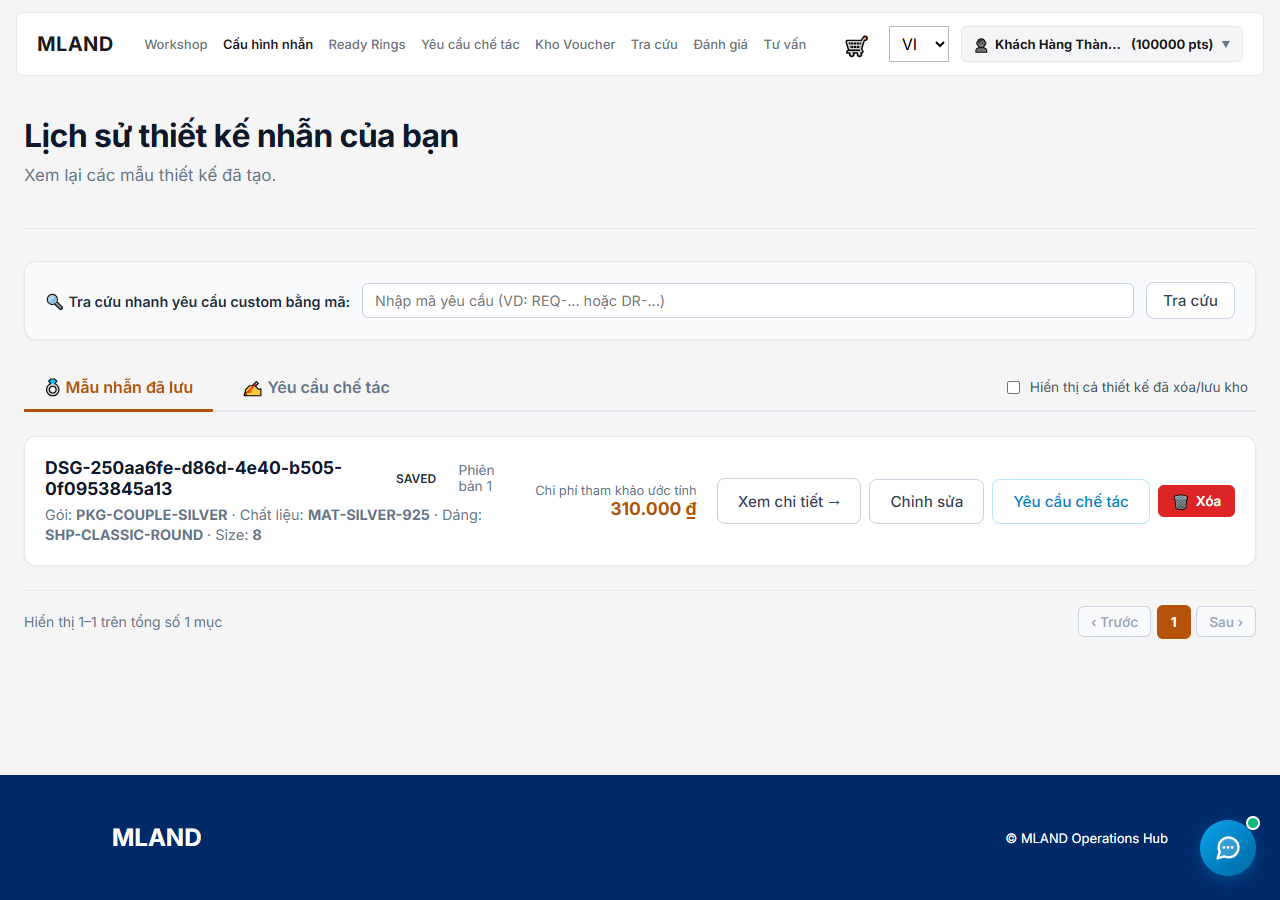 MLAND
Workshop Cấu hình nhẫn Ready Rings Yêu cầu chế tác Kho Voucher Tra cứu Đánh giá Tư vấn
VI
Khách Hàng Thàn... (100000 pts) ▼
Lịch sử thiết kế nhẫn của bạn
Xem lại các mẫu thiết kế đã tạo.
Tra cứu nhanh yêu cầu custom bằng mã:
Nhập mã yêu cầu (VD: REQ-... hoặc DR-...)
Tra cứu
Mẫu nhẫn đã lưu
Yêu cầu chế tác
Hiển thị cả thiết kế đã xóa/lưu kho
DSG-250aa6fe-d86d-4e40-b505-
0f0953845a13
SAVED
Phiên
bản 1
Gói: PKG-COUPLE-SILVER · Chất liệu: MAT-SILVER-925 · Dáng:
SHP-CLASSIC-ROUND · Size: 8
Chi phí tham khảo ước tính
310.000 ₫
Xem chi tiết →
Chỉnh sửa
Yêu cầu chế tác
Xóa
Hiển thị 1–1 trên tổng số 1 mục
‹ Trước
1
Sau ›
MLAND
© MLAND Operations Hub